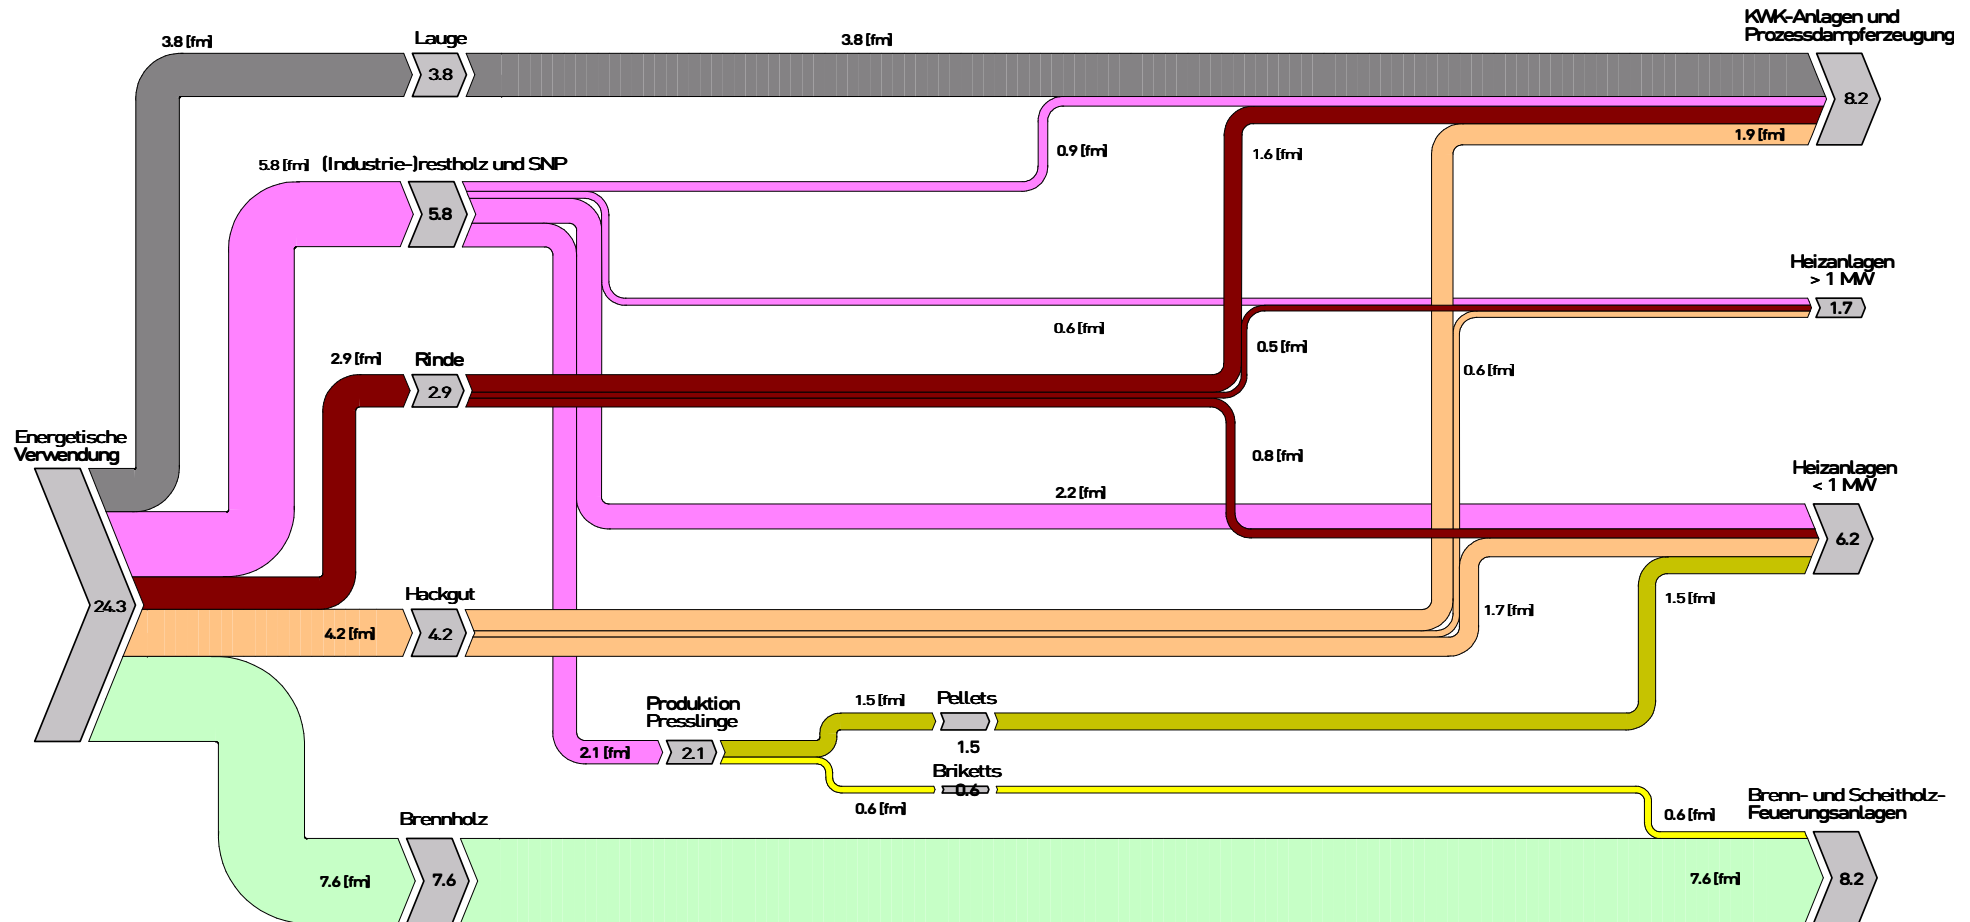 KWK-Anlagen und
Prozessdampferzeugung
3.8 [fm]
Lauge
3.8 [fm]
3.8
8.2
1.9 [fm]
0.9 [fm]
1.6 [fm]
5.8 [fm]
(Industrie-)restholz und SNP
5.8
Heizanlagen
> 1 MW
1.7
0.6 [fm]
0.5 [fm]
2.9 [fm]
Rinde
2.9
0.6 [fm]
Energetische
Verwendung
0.8 [fm]
Heizanlagen
< 1 MW
2.2 [fm]
6.2
24.3
Hackgut
4.2 [fm]
4.2
1.7 [fm]
1.5 [fm]
Produktion
Presslinge
1.5 [fm]
Pellets
2.1 [fm]
2.1
1.5
Briketts
0.6
0.6 [fm]
0.6 [fm]
Brenn- und Scheitholz-
Feuerungsanlagen
Brennholz
7.6 [fm]
7.6
7.6 [fm]
8.2